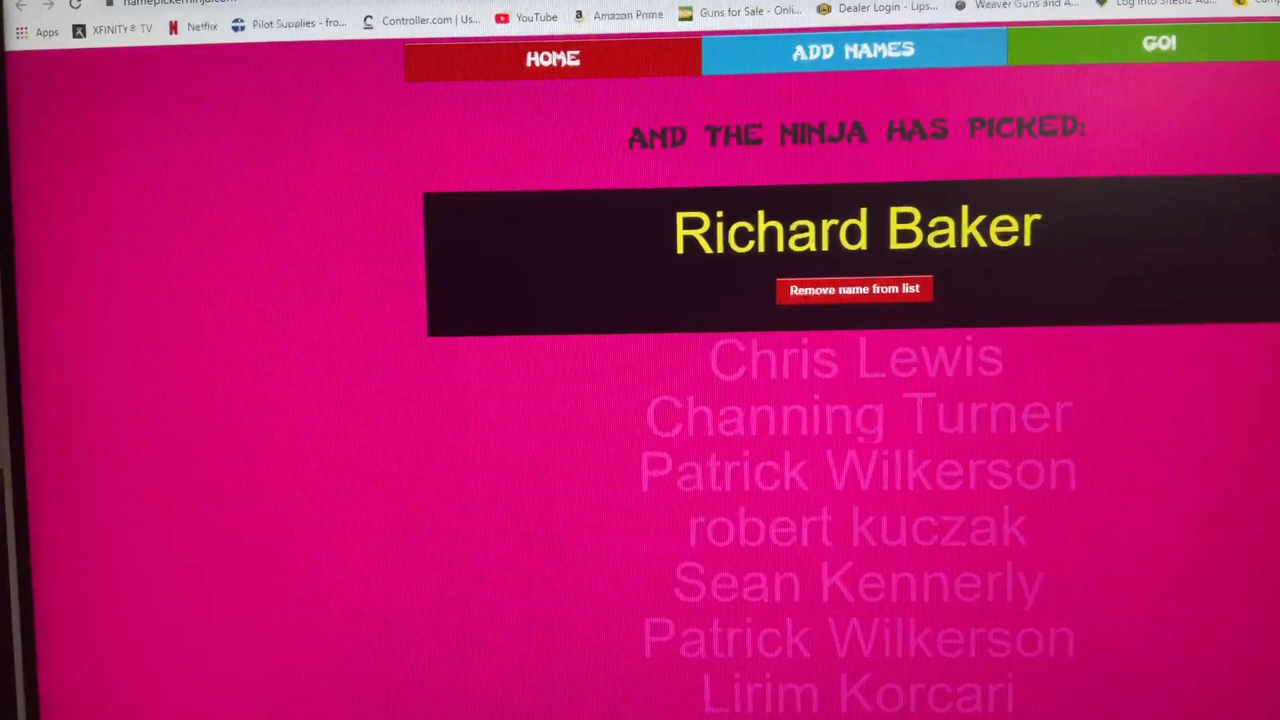 Apps XFINITY® TV Netflix Pilot Supplies - fro... Controller.com | Us... YouTube Amazon Prime Guns for Sale - Onli... Dealer Login - Lips... Weaver Guns and A...
HOME ADD NAMES GO!
AND THE NINJA HAS PICKED:
Richard Baker
Remove name from list
Chris Lewis
Channing Turner
Patrick Wilkerson
robert kuczak
Sean Kennerly
Patrick Wilkerson
Lirim Korcari